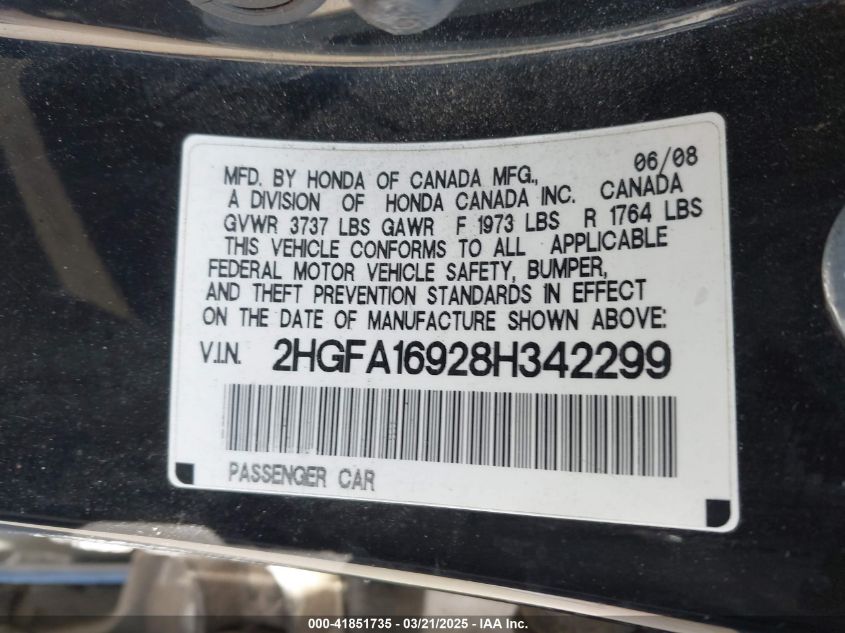 06/08
MFD. BY HONDA OF CANADA MFG.,
A DIVISION OF HONDA CANADA INC. CANADA
GVWR 3737 LBS GAWR F 1973 LBS R 1764 LBS
THIS VEHICLE CONFORMS TO ALL APPLICABLE
FEDERAL MOTOR VEHICLE SAFETY, BUMPER,
AND THEFT PREVENTION STANDARDS IN EFFECT
ON THE DATE OF MANUFACTURE SHOWN ABOVE:
V.I.N. 2HGFA16928H342299
PASSENGER CAR
000-41851735 - 03/21/2025 - IAA Inc.